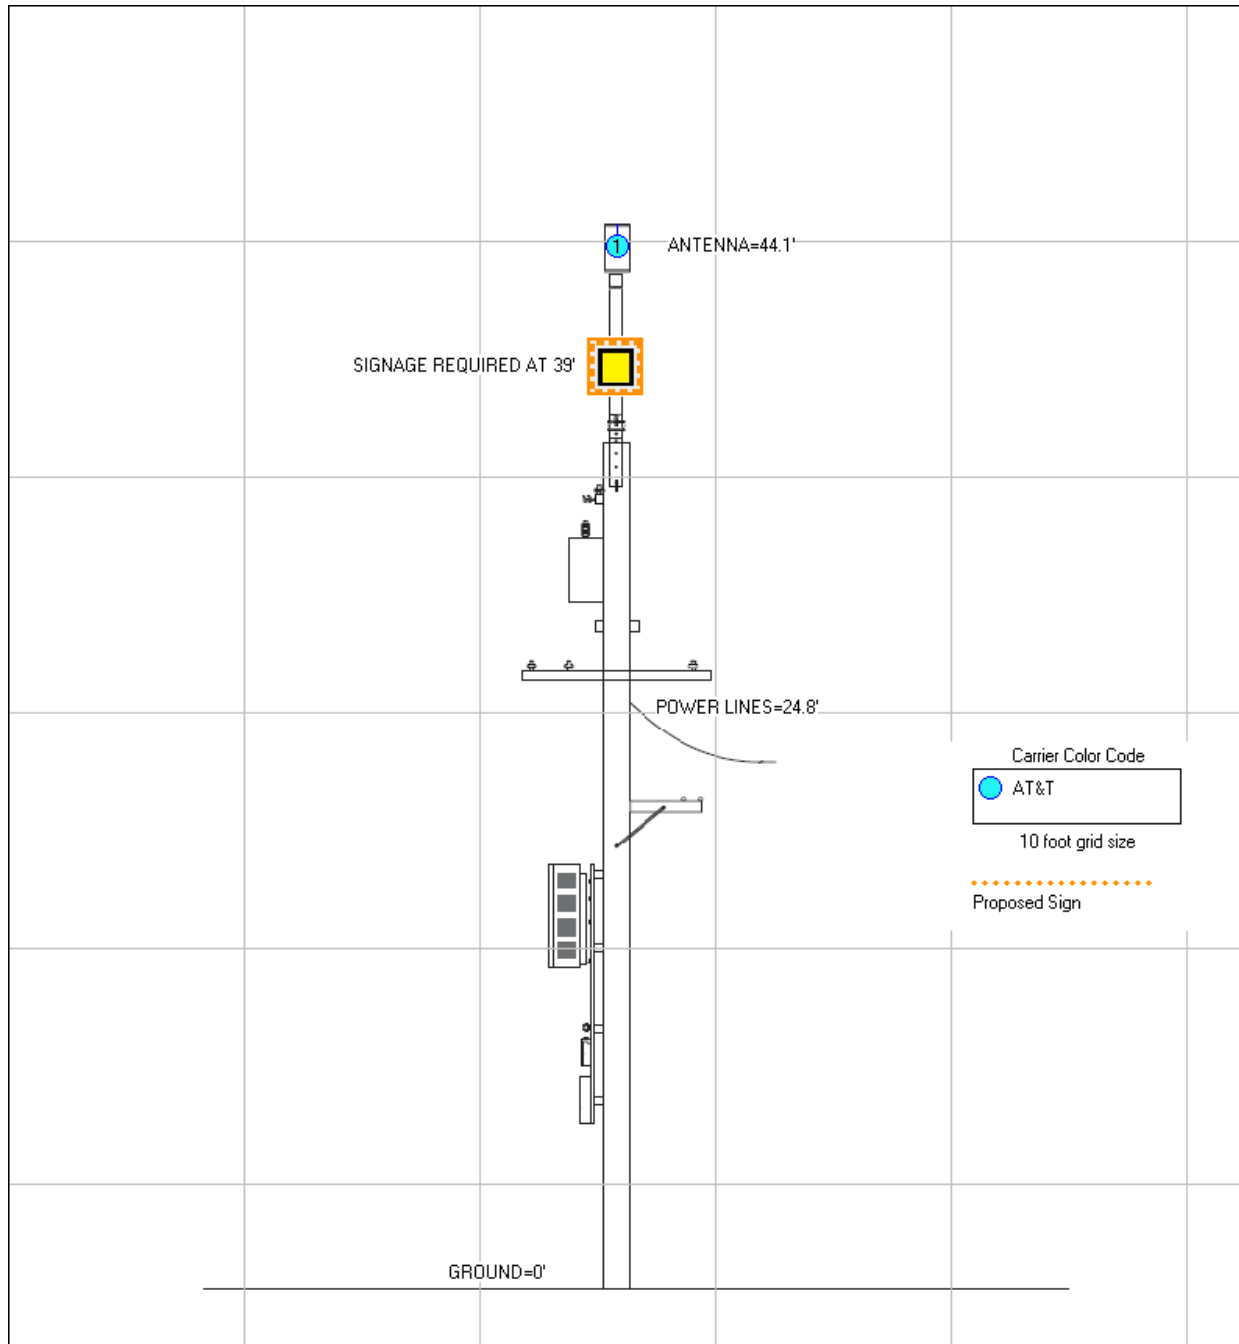 1
ANTENNA=44.1'
SIGNAGE REQUIRED AT 39'
POWER LINES=24.8'
Carrier Color Code
AT&T
10 foot grid size
Proposed Sign
GROUND=0'